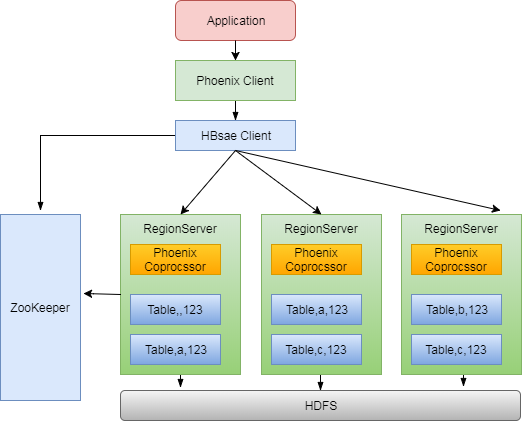 Application
Phoenix Client
HBsae Client
ZooKeeper
RegionServer
Phoenix
Coprocssor
Table,,123
Table,a,123
RegionServer
Phoenix
Coprocssor
Table,a,123
Table,c,123
RegionServer
Phoenix
Coprocssor
Table,b,123
Table,c,123
HDFS